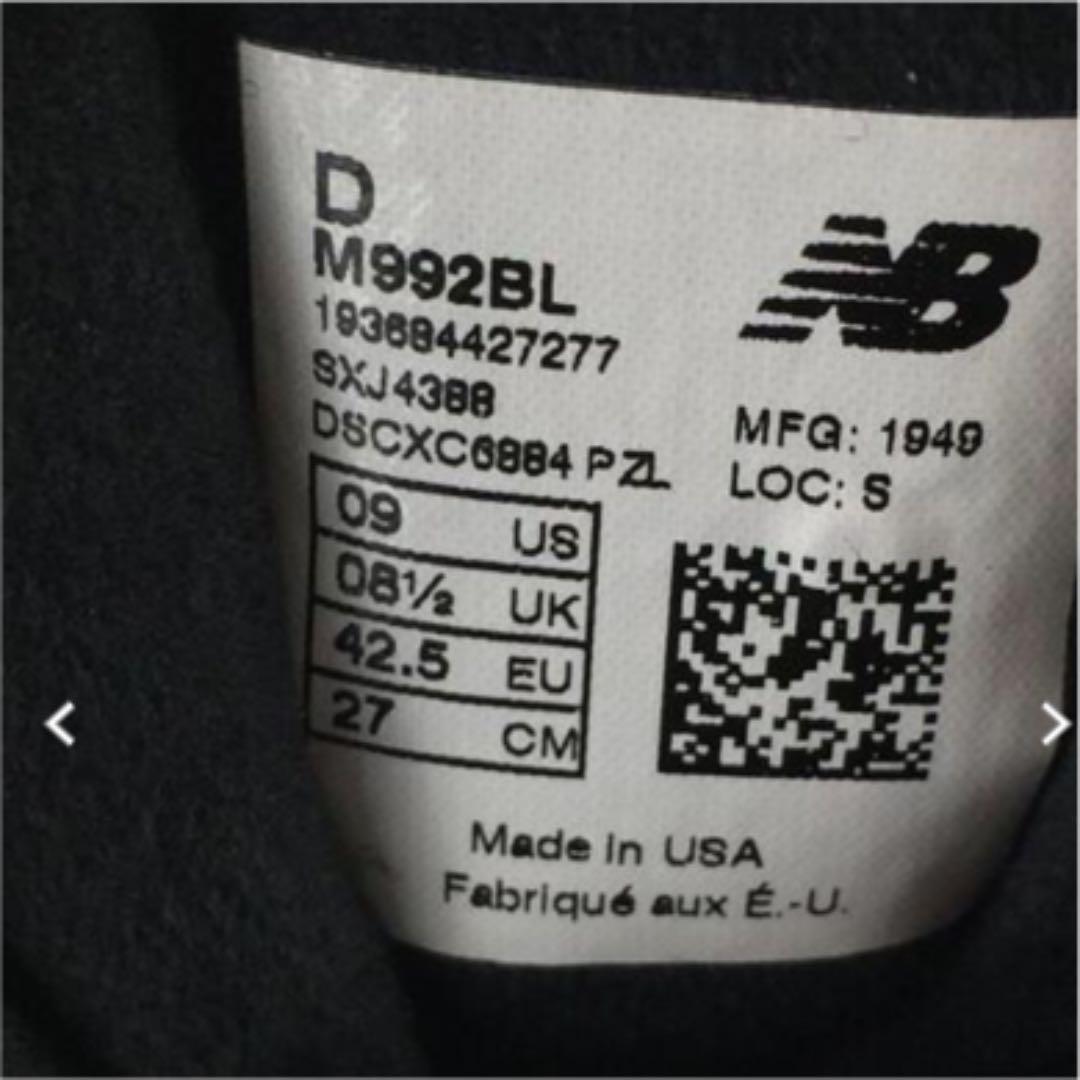 D
M992BL
193684427277
SXJ4388
DSCXC6884 PZL
NB
MFG: 1949
LOC: S
09 US
08½ UK
42.5 EU
27 CM
Made in USA
Fabriqué aux É.-U.